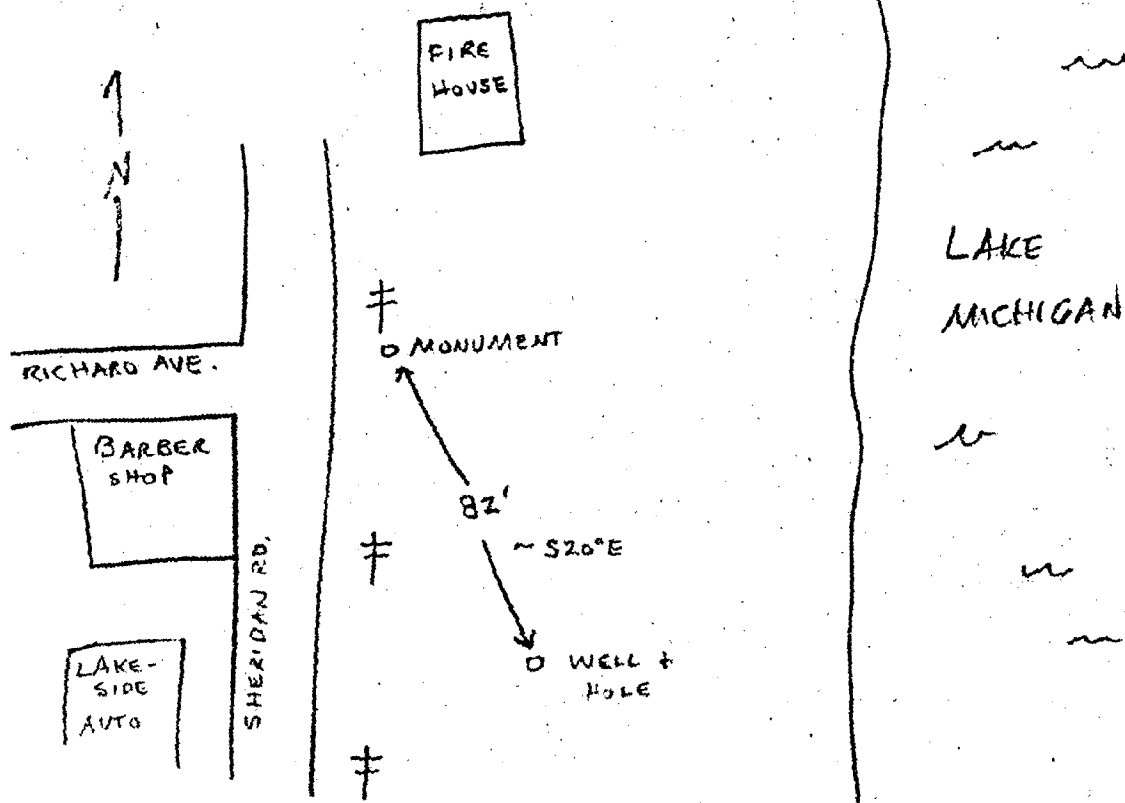 FIRE
HOUSE
N
LAKE
MICHIGAN
MONUMENT
RICHARD AVE.
BARBER
SHOP
82'
~ S20°E
SHERIDAN RD.
WELL +
HOLE
LAKE-
SIDE
AUTO